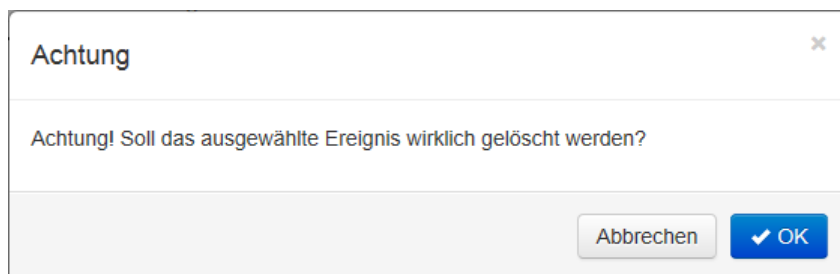 Achtung
Achtung! Soll das ausgewählte Ereignis wirklich gelöscht werden?
Abbrechen
OK